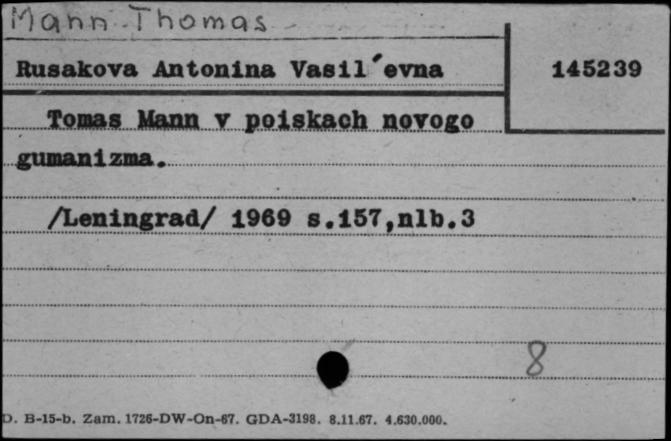 Mann Thomas
Rusakova Antonina Vasil´evna
145239
Tomas Mann v poiskach novogo
gumanizma.
/Leningrad/ 1969 s.157,nlb.3
8
D. B-15-b. Zam. 1726-DW-On-67. GDA-3198. 8.11.67. 4.630.000.